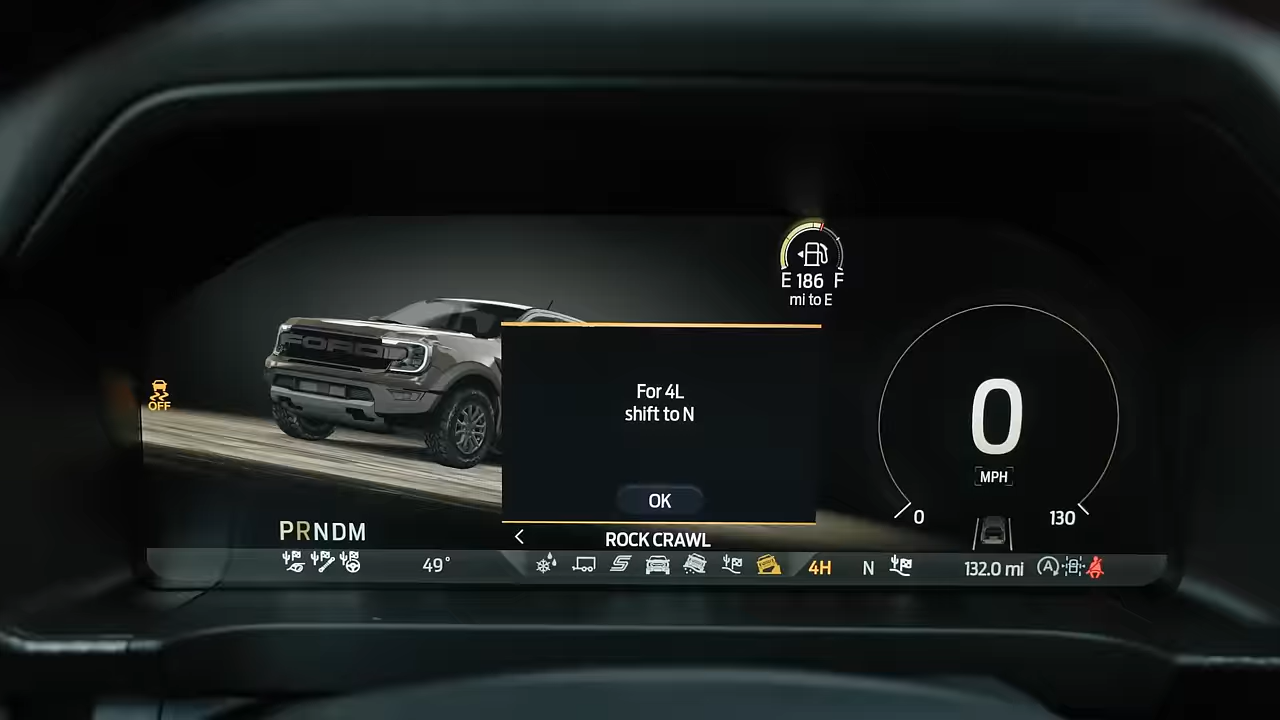 E 186 F
mi to E
FORD
For 4L
shift to N
OFF
0
MPH
OK
0
130
PRNDM
ROCK CRAWL
49°
4H
N
132.0 mi
A